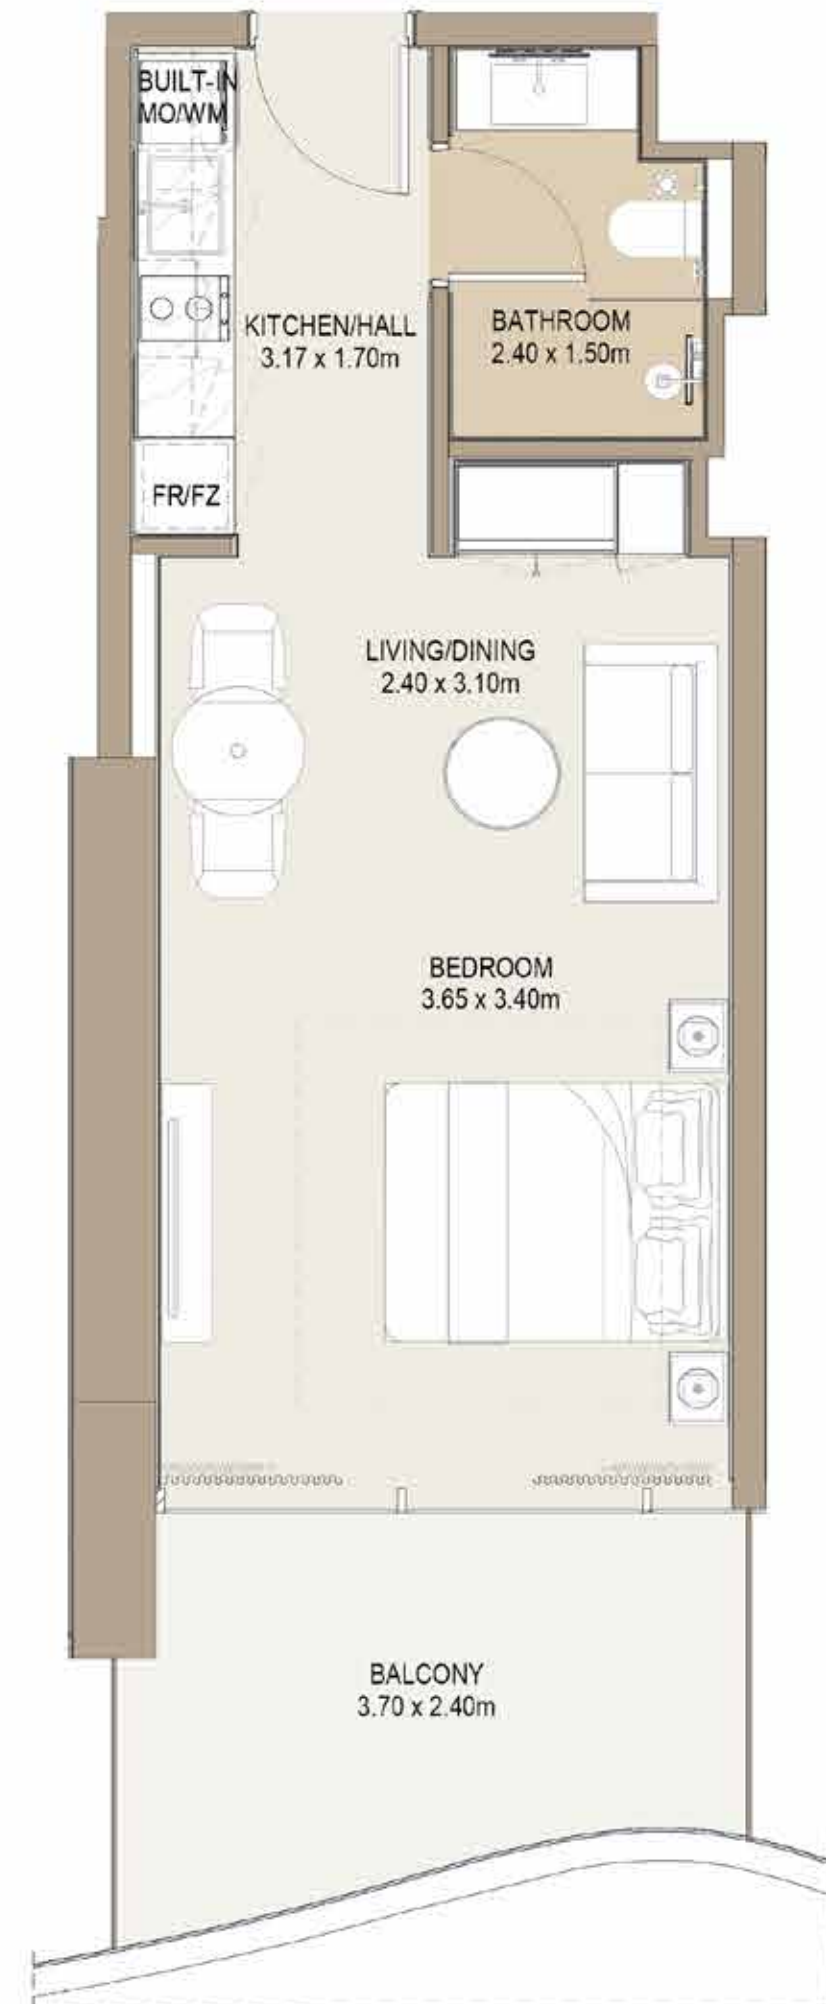 BUILT-IN
MO/WM
KITCHEN/HALL
3.17 x 1.70m
BATHROOM
2.40 x 1.50m
FR/FZ
LIVING/DINING
2.40 x 3.10m
BEDROOM
3.65 x 3.40m
BALCONY
3.70 x 2.40m